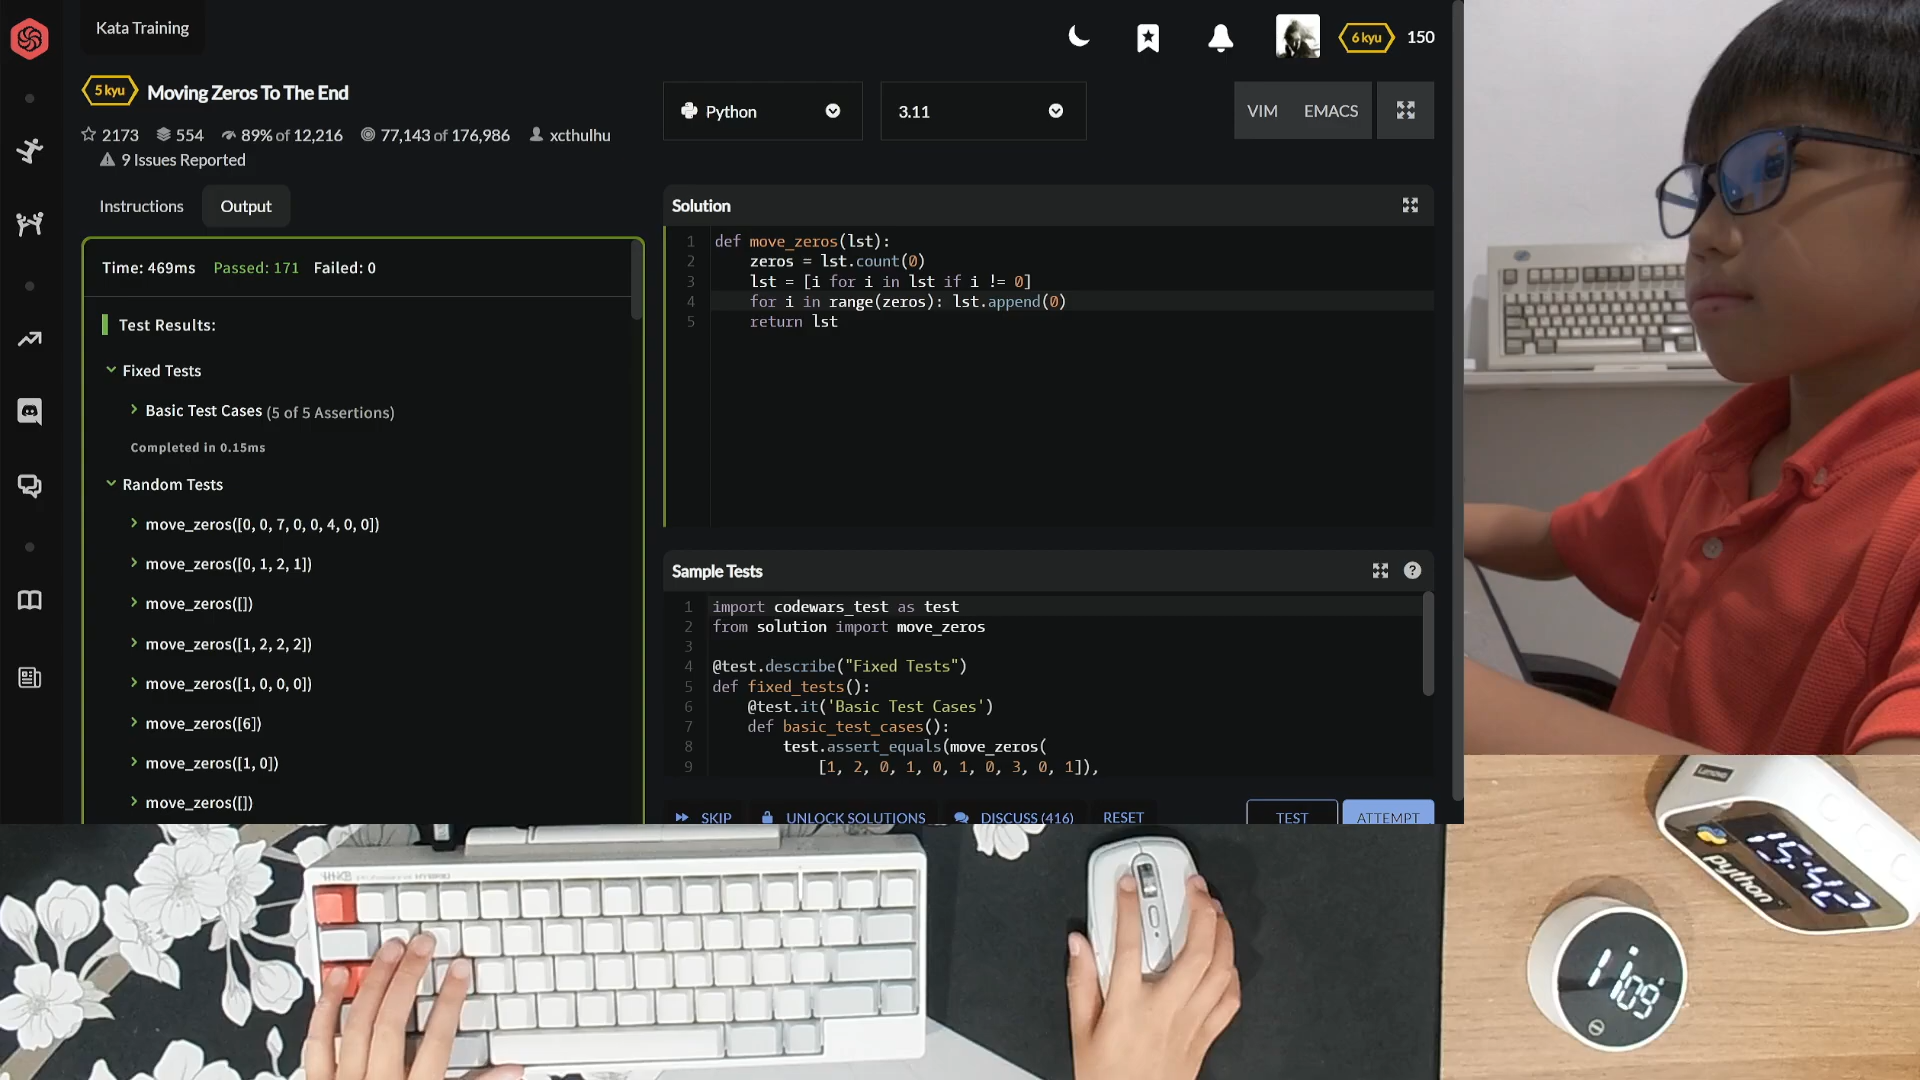 Kata Training
6 kyu 150
5 kyu Moving Zeros To The End
2173 554 89% of 12,216 77,143 of 176,986 xcthulhu
9 Issues Reported
Python 3.11 VIM EMACS
Instructions Output
Time: 469ms Passed: 171 Failed: 0
Test Results:
Fixed Tests
Basic Test Cases (5 of 5 Assertions)
Completed in 0.15ms
Random Tests
move_zeros([0, 0, 7, 0, 0, 4, 0, 0])
move_zeros([0, 1, 2, 1])
move_zeros([])
move_zeros([1, 2, 2, 2])
move_zeros([1, 0, 0, 0])
move_zeros([6])
move_zeros([1, 0])
move_zeros([])
Solution
1 def move_zeros(lst):
2 zeros = lst.count(0)
3 lst = [i for i in lst if i != 0]
4 for i in range(zeros): lst.append(0)
5 return lst
Sample Tests ?
1 import codewars_test as test
2 from solution import move_zeros
3
4 @test.describe("Fixed Tests")
5 def fixed_tests():
6 @test.it('Basic Test Cases')
7 def basic_test_cases():
8 test.assert_equals(move_zeros(
9 [1, 2, 0, 1, 0, 1, 0, 3, 0, 1]),
SKIP UNLOCK SOLUTIONS DISCUSS (416) RESET TEST ATTEMPT
Lenovo
python
15:42
11 09